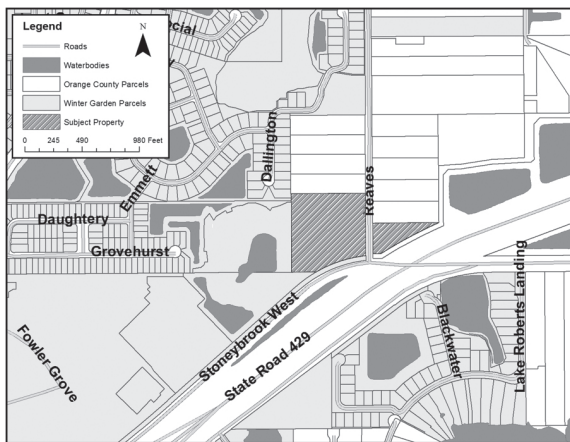 Legend
N
Roads
Waterbodies
Orange County Parcels
Winter Garden Parcels
Subject Property
0 245 490 980 Feet
Dallington
Emmett
Reaves
Daughtery
Grovehurst
Stoneybrook West
State Road 429
Lake Roberts Landing
Blackwater
Fowler Grove